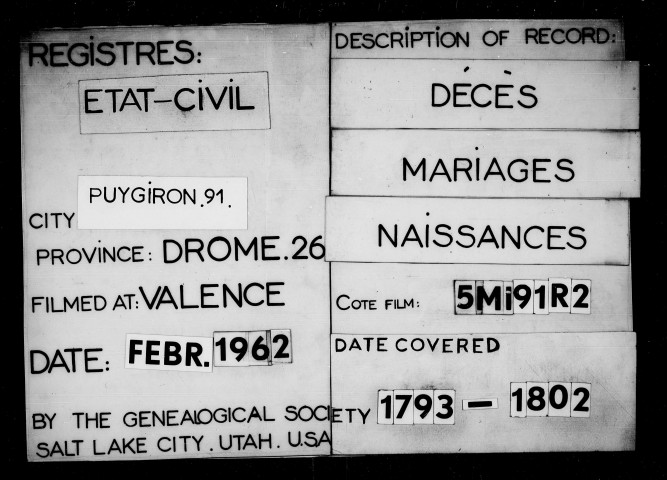 REGISTRES:
ETAT-CIVIL
PUYGIRON.91.
CITY
PROVINCE: DROME.26
FILMED AT: VALENCE
DATE: FEBR. 1962
BY THE GENEALOGICAL SOCIETY
SALT LAKE CITY. UTAH. U.SA
DESCRIPTION OF RECORD:
DÉCÈS
MARIAGES
NAISSANCES
COTE FILM: 5Mi91R2
DATE COVERED
1793 - 1802